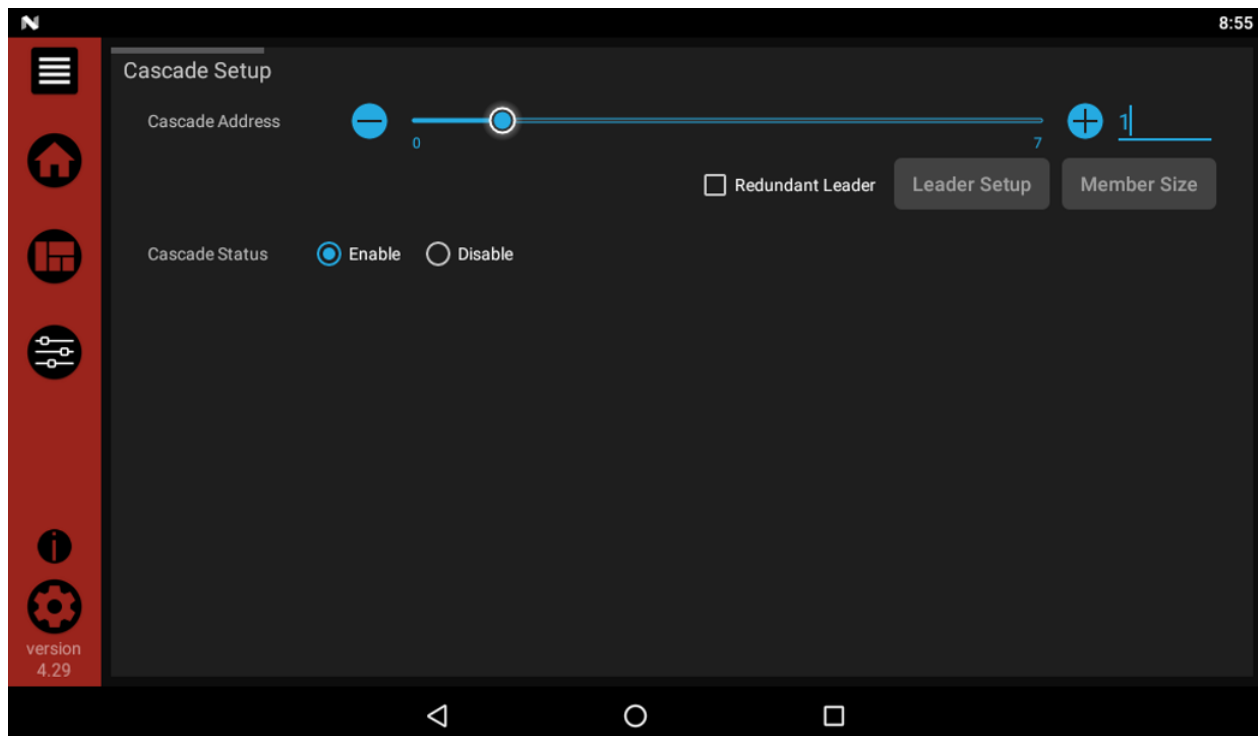 8:55
Cascade Setup
Cascade Address
0
7
1
Redundant Leader
Leader Setup
Member Size
Cascade Status
Enable
Disable
version
4.29